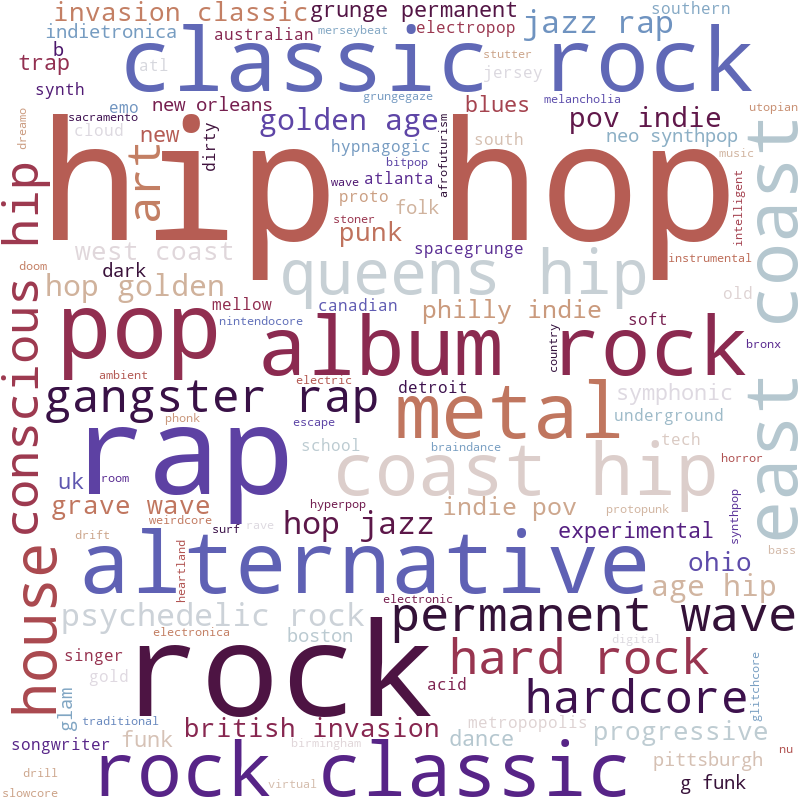 invasion classic
grunge permanent
southern
indietronica
merseybeat
electropop
jazz rap
b
australian
classic rock
trap
atl
stutter
jersey
synth
emo
new orleans
grungegaze
blues
melancholia
utopian
sacramento
cloud
new
dirty
golden age
afrofuturism
pov indie
dreamo
art
hypnagogic
south
neo synthpop
bitpop
music
hip hop
wave
atlanta
proto
folk
intelligent
stoner
punk
east coast
conscious hip
west coast
spacegrunge
doom
dark
queens hip
instrumental
hop golden
mellow
canadian
philly indie
old
nintendocore
soft
pop
album rock
country
bronx
ambient
electric
gangster rap
detroit
metal
symphonic
phonk
escape
underground
rap
school
braindance
tech
coast hip
horror
uk
room
grave wave
hyperpop
indie pov
protopunk
synthpop
weirdcore
surf
rave
hop jazz
experimental
drift
heartland
bass
alternative
ohio
house
electronic
age hip
psychedelic rock
permanent wave
electronica
boston
digital
rock
singer
hard rock
gold
acid
glam
hardcore
glitchcore
traditional
british invasion
metropopolis
progressive
songwriter
funk
birmingham
dance
nu
rock classic
pittsburgh
drill
virtual
g funk
slowcore